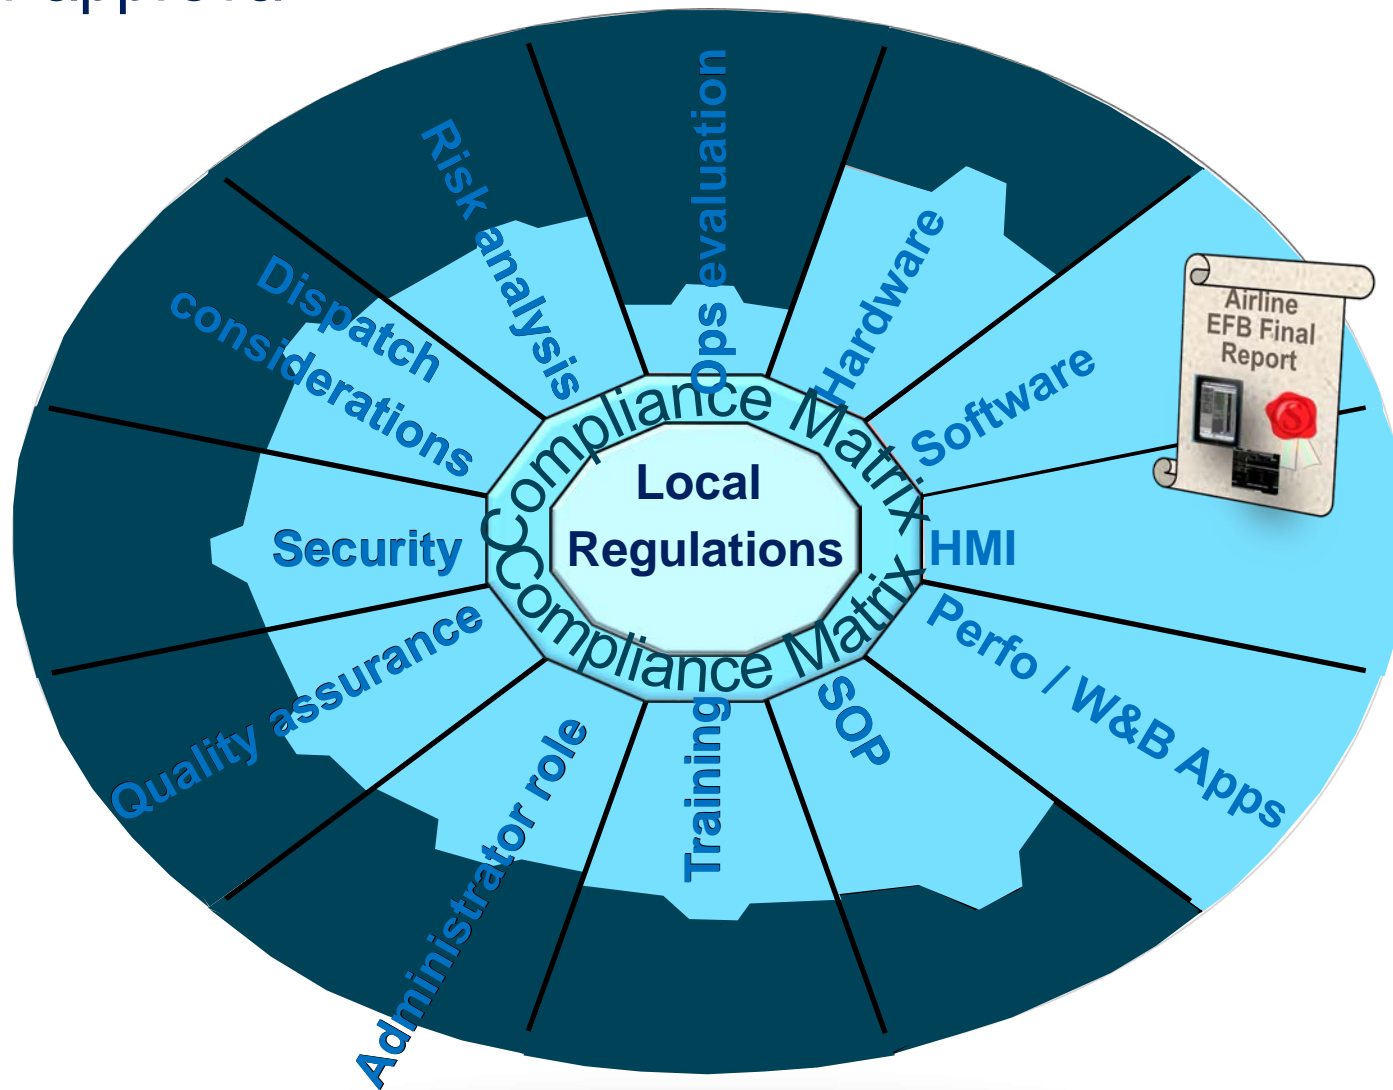 Ops evaluation
Hardware
Software
HMI
Perfo / W&B Apps
SOP
Training
Administrator role
Quality assurance
Security
Dispatch
considerations
Risk analysis
Compliance Matrix
Compliance Matrix
Local
Regulations
Airline
EFB Final
Report